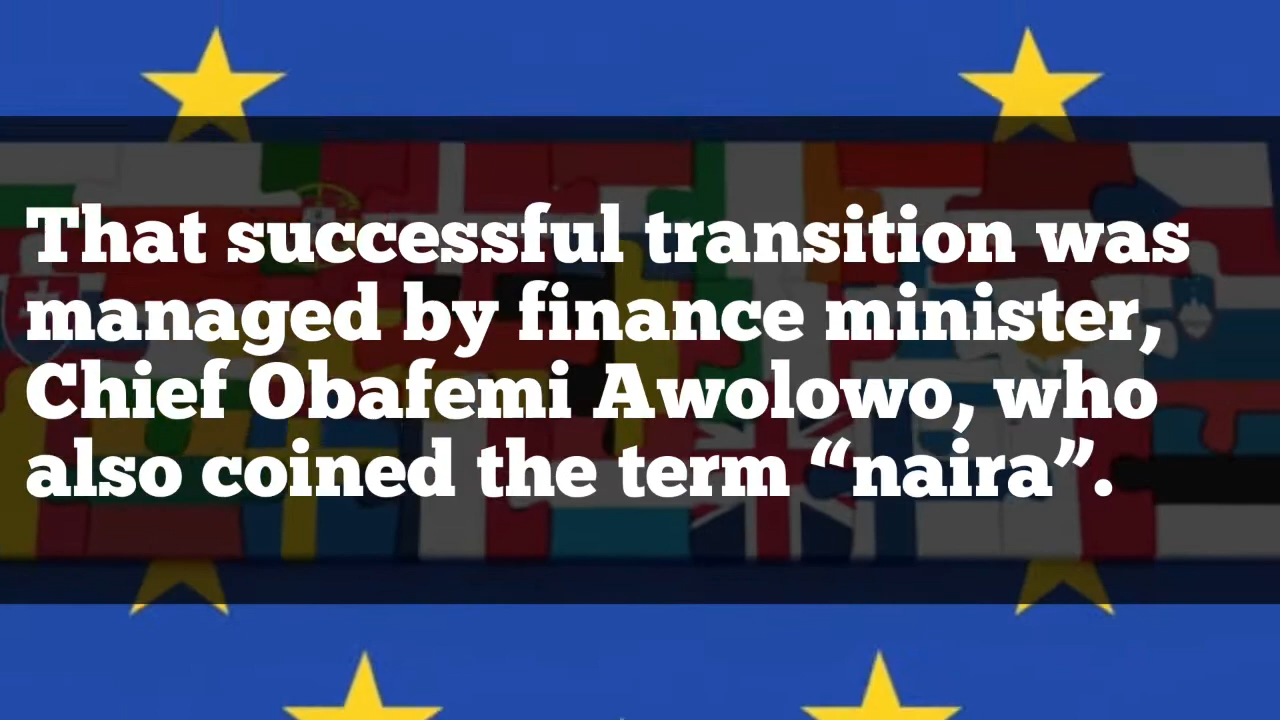 That successful transition was
managed by finance minister,
Chief Obafemi Awolowo, who
also coined the term “naira”.